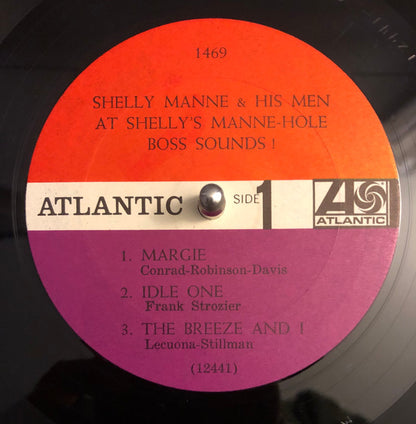 1469
SHELLY MANNE & HIS MEN
AT SHELLY'S MANNE-HOLE
BOSS SOUNDS !
ATLANTIC SIDE 1
ATLANTIC
1. MARGIE
Conrad-Robinson-Davis
2. IDLE ONE
Frank Strozier
3. THE BREEZE AND I
Lecuona-Stillman
(12441)